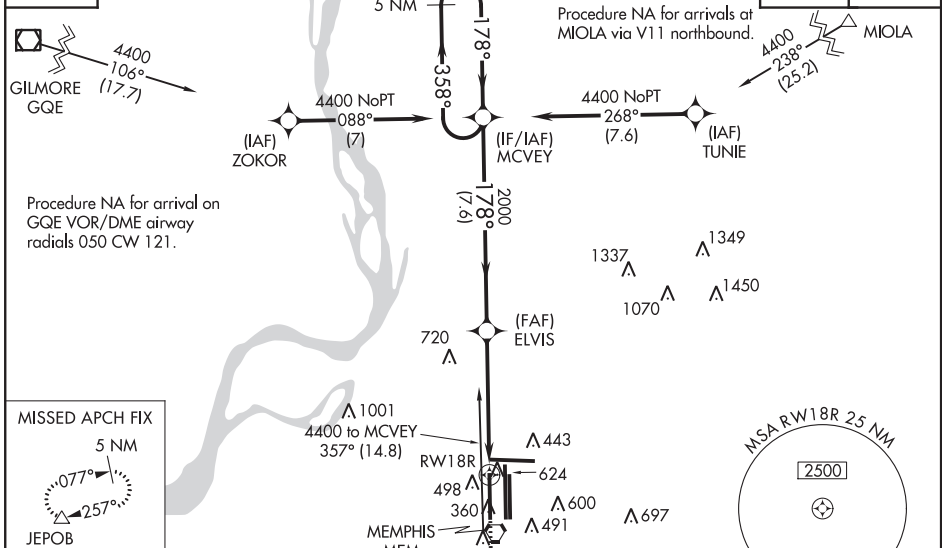 5 NM
178°
358°
Procedure NA for arrivals at
MIOLA via V11 northbound.
MIOLA
4400
238°
(25.2)
4400
106°
(17.7)
GILMORE
GQE
4400 NoPT
088°
(7)
(IAF)
ZOKOR
(IF/IAF)
MCVEY
4400 NoPT
268°
(7.6)
(IAF)
TUNIE
2000
178°
(7.6)
Procedure NA for arrival on
GQE VOR/DME airway
radials 050 CW 121.
1349
1337
1070
1450
(FAF)
ELVIS
720
1001
4400 to MCVEY
357° (14.8)
443
RW18R
624
498
360
600
491
697
MEMPHIS
MEM
MISSED APCH FIX
5 NM
077°
257°
JEPOB
MSA RW18R 25 NM
2500